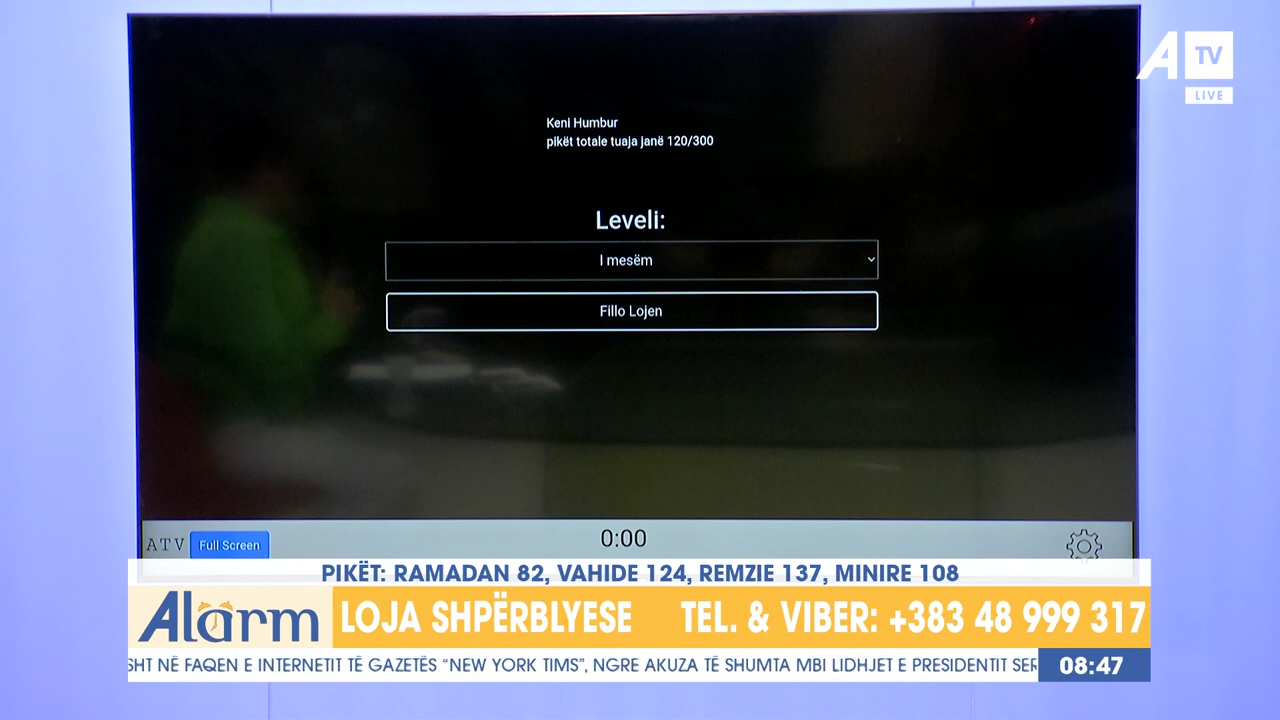 A TV
LIVE
Keni Humbur
pikët totale tuaja janë 120/300
Leveli:
I mesëm
Fillo Lojen
ATV
Full Screen
0:00
PIKËT: RAMADAN 82, VAHIDE 124, REMZIE 137, MINIRE 108
Alarm
LOJA SHPËRBLYESE TEL. & VIBER: +383 48 999 317
SHT NË FAQEN E INTERNETIT TË GAZETËS “NEW YORK TIMS”, NGRE AKUZA TË SHUMTA MBI LIDHJET E PRESIDENTIT SER
08:47